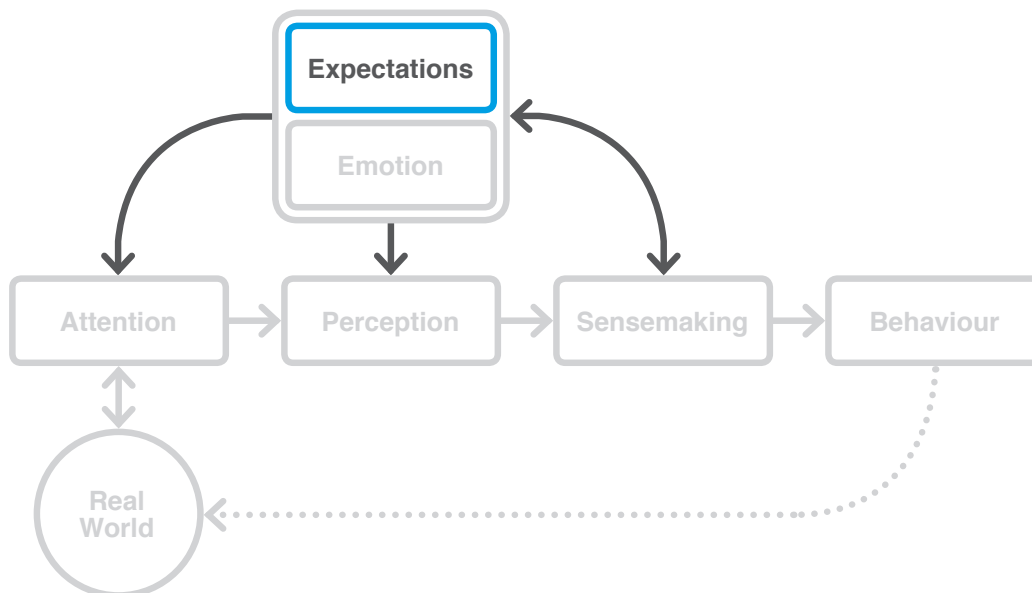 Expectations
Emotion
Attention
Perception
Sensemaking
Behaviour
Real
World